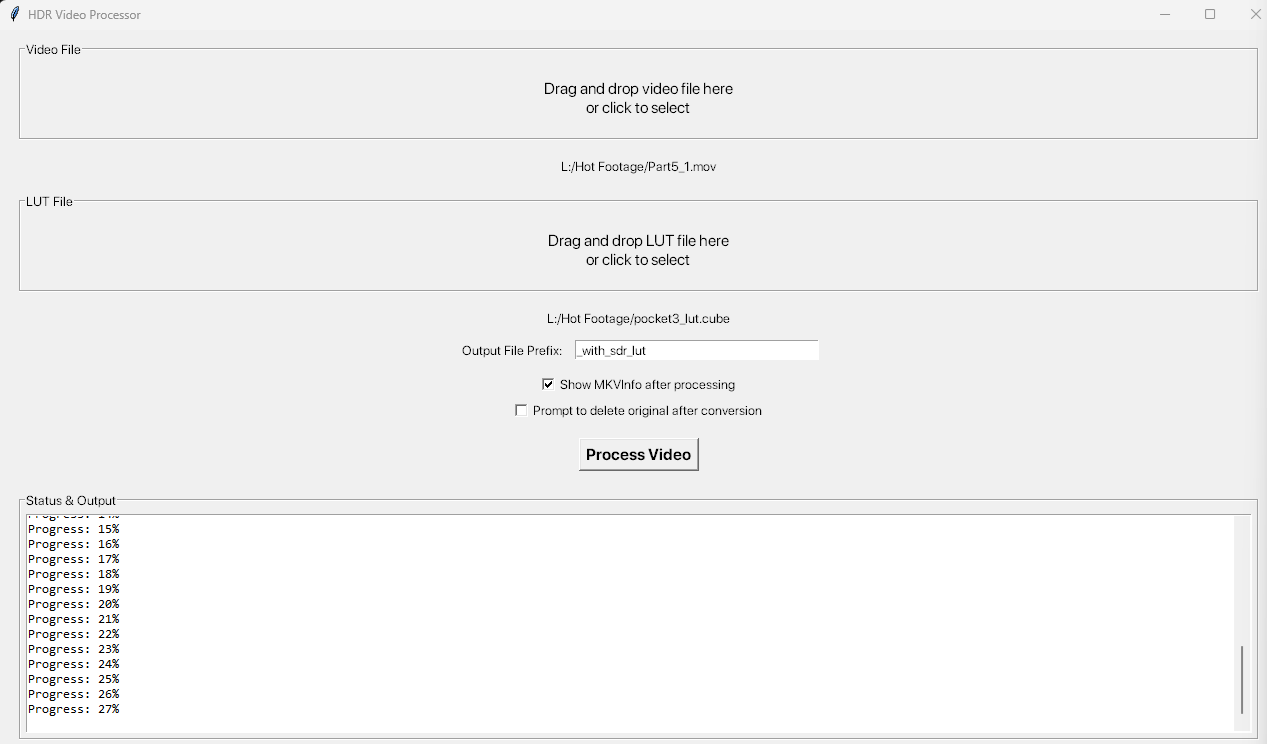 HDR Video Processor
Video File
Drag and drop video file here
or click to select
L:/Hot Footage/Part5_1.mov
LUT File
Drag and drop LUT file here
or click to select
L:/Hot Footage/pocket3_lut.cube
Output File Prefix: _with_sdr_lut
Show MKVInfo after processing
Prompt to delete original after conversion
Process Video
Status & Output
Progress: 14%
Progress: 15%
Progress: 16%
Progress: 17%
Progress: 18%
Progress: 19%
Progress: 20%
Progress: 21%
Progress: 22%
Progress: 23%
Progress: 24%
Progress: 25%
Progress: 26%
Progress: 27%